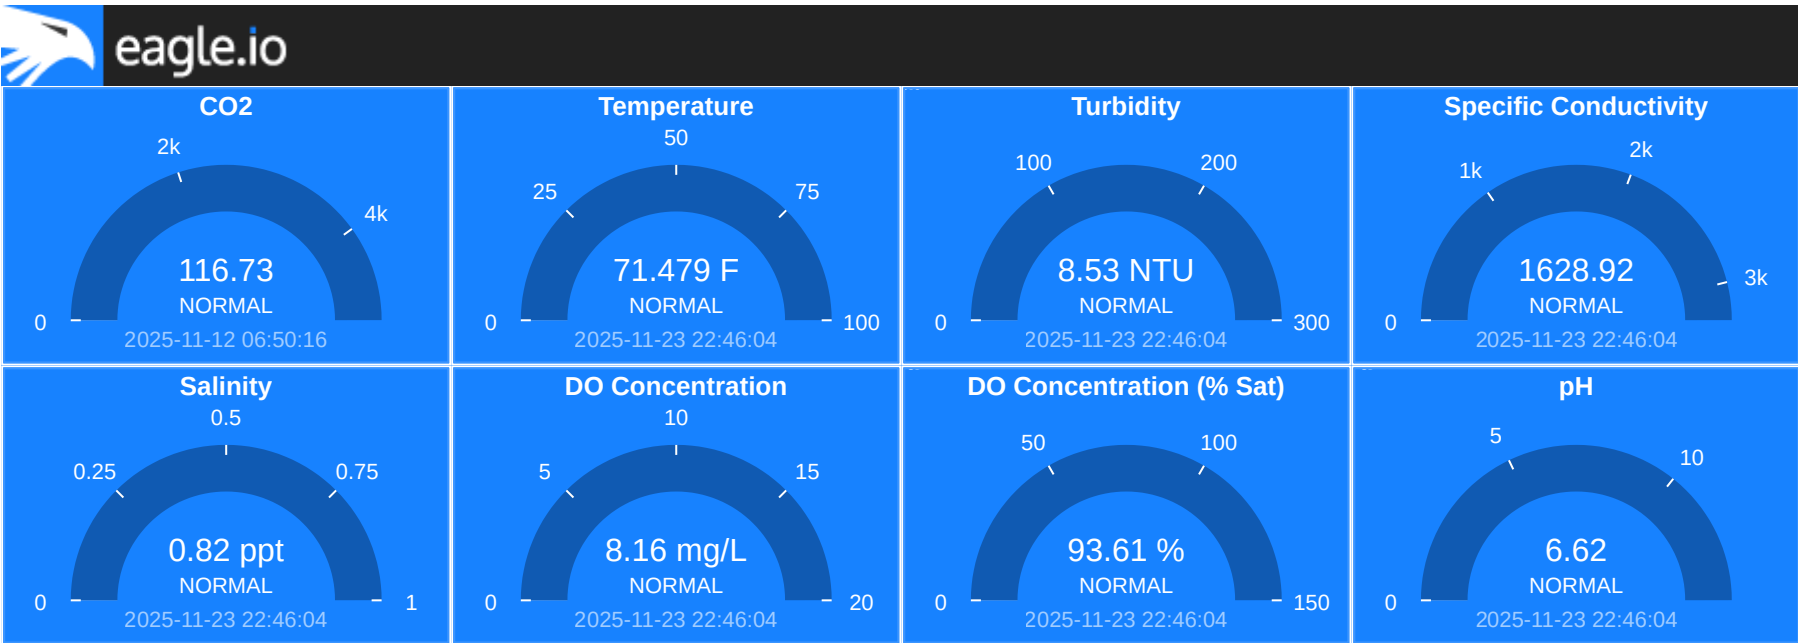 eagle.io
CO2
2k
4k
0
116.73
NORMAL
2025-11-12 06:50:16
Temperature
50
25
75
0
100
71.479 F
NORMAL
2025-11-23 22:46:04
Turbidity
100
200
0
300
8.53 NTU
NORMAL
2025-11-23 22:46:04
Specific Conductivity
1k
2k
3k
0
1628.92
NORMAL
2025-11-23 22:46:04
Salinity
0.5
0.25
0.75
0
1
0.82 ppt
NORMAL
2025-11-23 22:46:04
DO Concentration
10
5
15
0
20
8.16 mg/L
NORMAL
2025-11-23 22:46:04
DO Concentration (% Sat)
50
100
0
150
93.61 %
NORMAL
2025-11-23 22:46:04
pH
5
10
0
6.62
NORMAL
2025-11-23 22:46:04